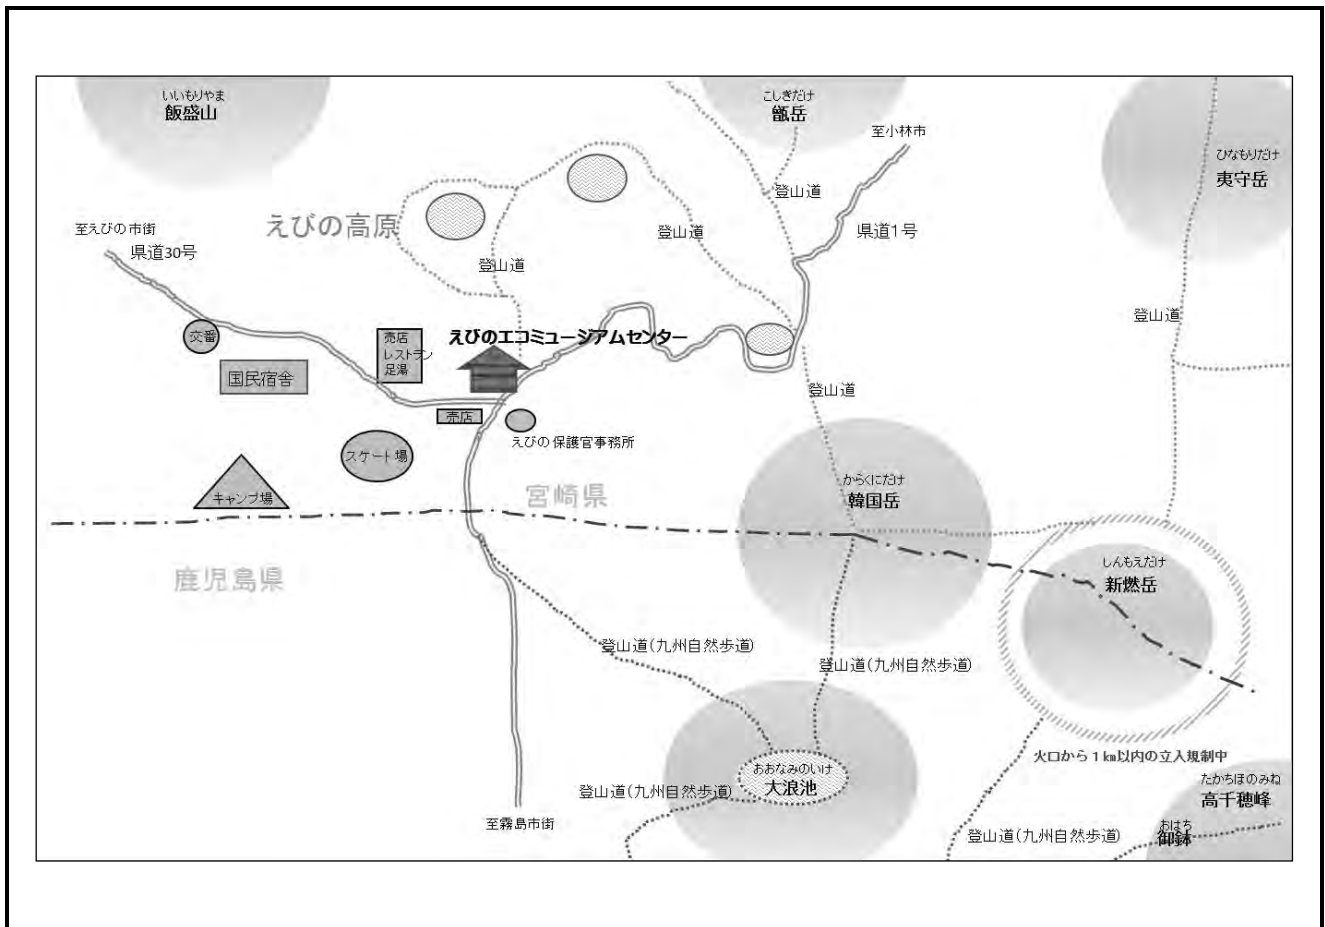 いいもりやま
飯盛山
こしきだけ
甑岳
至小林市
ひなもりだけ
夷守岳
登山道
えびの高原
至えびの市街
県道30号
登山道
県道1号
登山道
登山道
交番
売店
レストラン
足湯
えびのエコミュージアムセンター
国民宿舎
登山道
売店
えびの保護官事務所
スケート場
キャンプ場
からくにだけ
韓国岳
宮崎県
鹿児島県
しんもえだけ
新燃岳
登山道(九州自然歩道)
登山道(九州自然歩道)
火口から1km以内の立入規制中
おおなみのいけ
大浪池
登山道(九州自然歩道)
たかちほのみね
高千穂峰
至霧島市街
おはち
御鉢
登山道(九州自然歩道)